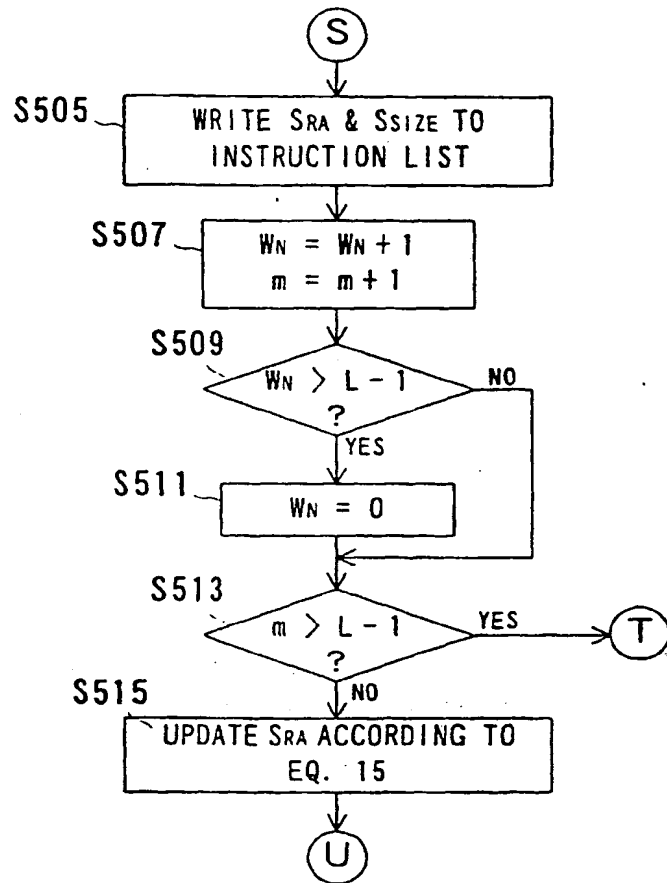 S
S505
WRITE SRA & SSIZE TO
INSTRUCTION LIST
S507
WN = WN + 1
m = m + 1
S509
WN > L - 1
?
NO
YES
S511
WN = 0
S513
m > L - 1
?
YES
T
NO
S515
UPDATE SRA ACCORDING TO
EQ. 15
U